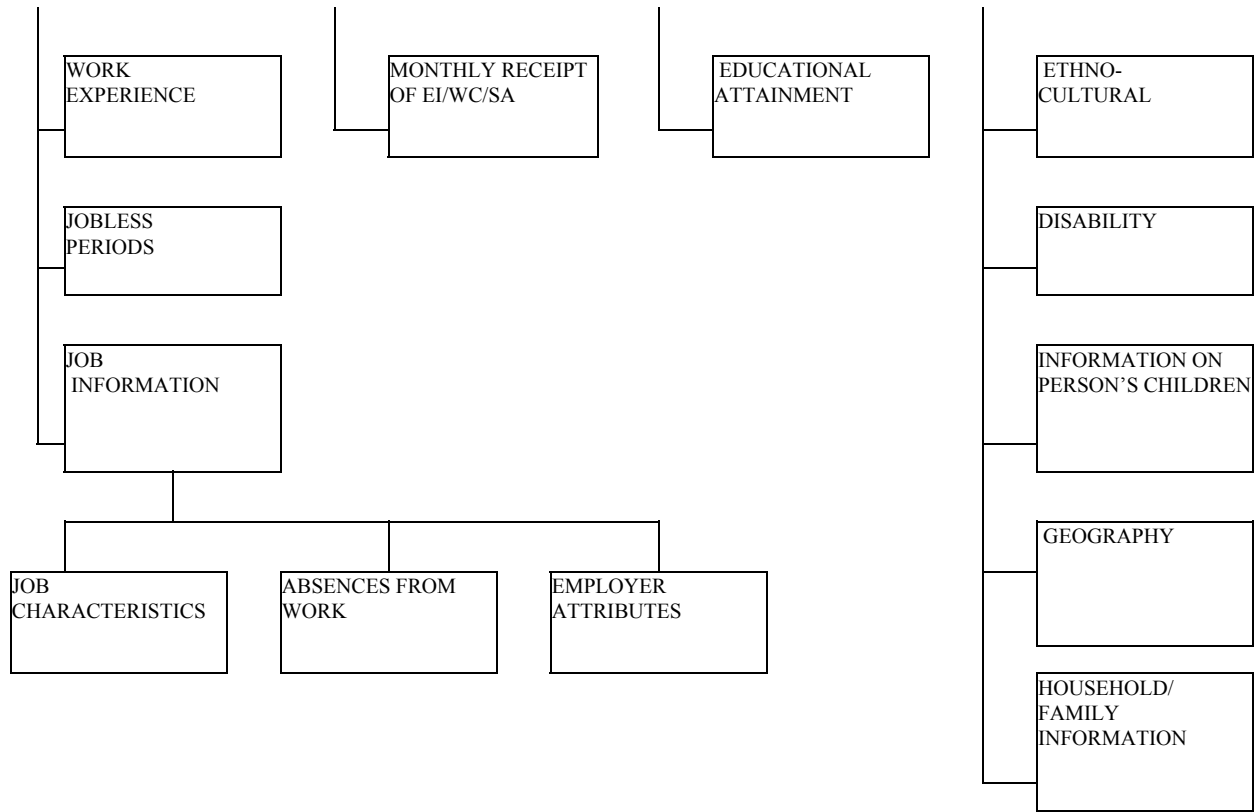 WORK
EXPERIENCE
MONTHLY RECEIPT
OF EI/WC/SA
EDUCATIONAL
ATTAINMENT
ETHNO-
CULTURAL
JOBLESS
PERIODS
DISABILITY
JOB
INFORMATION
INFORMATION ON
PERSON’S CHILDREN
GEOGRAPHY
JOB
CHARACTERISTICS
ABSENCES FROM
WORK
EMPLOYER
ATTRIBUTES
HOUSEHOLD/
FAMILY
INFORMATION